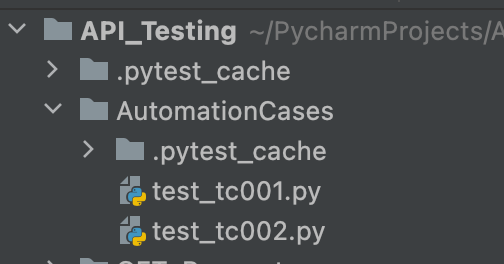 API_Testing ~/PycharmProjects/A
.pytest_cache
AutomationCases
.pytest_cache
test_tc001.py
test_tc002.py